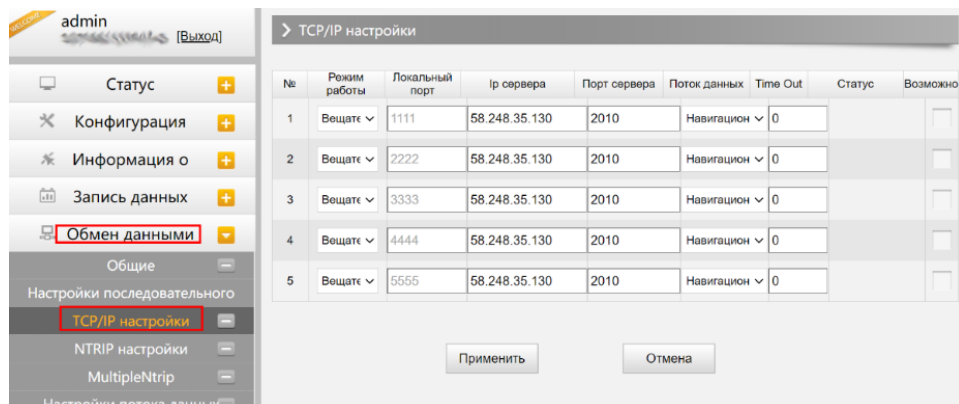 WELCOME
admin
[Выход]
Статус
Конфигурация
Информация о
Запись данных
Обмен данными
Общие
Настройки последовательного
TCP/IP настройки
NTRIP настройки
MultipleNtrip
Настройки потока данных
TCP/IP настройки
№ Режим работы Локальный порт Ip сервера Порт сервера Поток данных Time Out Статус Возможно
1 Вещате 1111 58.248.35.130 2010 Навигацион 0
2 Вещате 2222 58.248.35.130 2010 Навигацион 0
3 Вещате 3333 58.248.35.130 2010 Навигацион 0
4 Вещате 4444 58.248.35.130 2010 Навигацион 0
5 Вещате 5555 58.248.35.130 2010 Навигацион 0
Применить Отмена